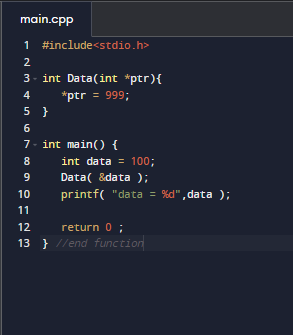 main.cpp
1 #include<stdio.h>
2
3 int Data(int *ptr){
4 *ptr = 999;
5 }
6
7 int main() {
8 int data = 100;
9 Data( &data );
10 printf( "data = %d",data );
11
12 return 0 ;
13 } //end function